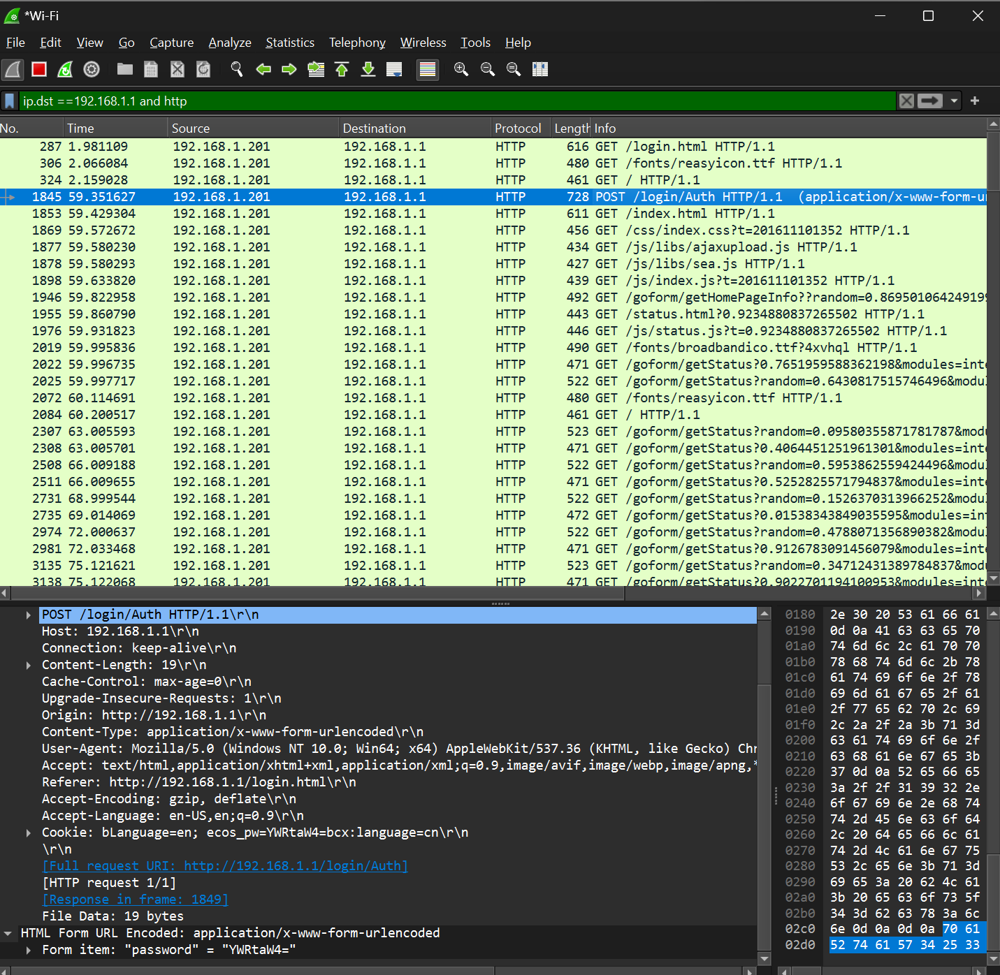 *Wi-Fi
File Edit View Go Capture Analyze Statistics Telephony Wireless Tools Help
ip.dst ==192.168.1.1 and http
No. Time Source Destination Protocol Length Info
287 1.981109 192.168.1.201 192.168.1.1 HTTP 616 GET /login.html HTTP/1.1
306 2.066084 192.168.1.201 192.168.1.1 HTTP 480 GET /fonts/reasyicon.ttf HTTP/1.1
324 2.159028 192.168.1.201 192.168.1.1 HTTP 461 GET / HTTP/1.1
1845 59.351627 192.168.1.201 192.168.1.1 HTTP 728 POST /login/Auth HTTP/1.1 (application/x-www-form-u
1853 59.429304 192.168.1.201 192.168.1.1 HTTP 611 GET /index.html HTTP/1.1
1869 59.572672 192.168.1.201 192.168.1.1 HTTP 456 GET /css/index.css?t=201611101352 HTTP/1.1
1877 59.580230 192.168.1.201 192.168.1.1 HTTP 434 GET /js/libs/ajaxupload.js HTTP/1.1
1878 59.580293 192.168.1.201 192.168.1.1 HTTP 427 GET /js/libs/sea.js HTTP/1.1
1898 59.633820 192.168.1.201 192.168.1.1 HTTP 439 GET /js/index.js?t=201611101352 HTTP/1.1
1946 59.822958 192.168.1.201 192.168.1.1 HTTP 492 GET /goform/getHomePageInfo??random=0.869501064249199
1955 59.860790 192.168.1.201 192.168.1.1 HTTP 443 GET /status.html?0.9234880837265502 HTTP/1.1
1976 59.931823 192.168.1.201 192.168.1.1 HTTP 446 GET /js/status.js?t=0.9234880837265502 HTTP/1.1
2019 59.995836 192.168.1.201 192.168.1.1 HTTP 490 GET /fonts/broadbandico.ttf?4xvhql HTTP/1.1
2022 59.996735 192.168.1.201 192.168.1.1 HTTP 471 GET /goform/getStatus?0.7651959588362198&modules=inte
2025 59.997717 192.168.1.201 192.168.1.1 HTTP 522 GET /goform/getStatus?random=0.6430817515746496&modu
2072 60.114691 192.168.1.201 192.168.1.1 HTTP 480 GET /fonts/reasyicon.ttf HTTP/1.1
2084 60.200517 192.168.1.201 192.168.1.1 HTTP 461 GET / HTTP/1.1
2307 63.005593 192.168.1.201 192.168.1.1 HTTP 523 GET /goform/getStatus?random=0.09580355871781787&mod
2308 63.005701 192.168.1.201 192.168.1.1 HTTP 471 GET /goform/getStatus?0.4064451251961301&modules=inte
2508 66.009188 192.168.1.201 192.168.1.1 HTTP 522 GET /goform/getStatus?random=0.5953862559424496&modu
2511 66.009655 192.168.1.201 192.168.1.1 HTTP 471 GET /goform/getStatus?0.5252825571794837&modules=inte
2731 68.999544 192.168.1.201 192.168.1.1 HTTP 522 GET /goform/getStatus?random=0.1526370313966252&modu
2735 69.014069 192.168.1.201 192.168.1.1 HTTP 472 GET /goform/getStatus?0.01538343849035595&modules=int
2974 72.000637 192.168.1.201 192.168.1.1 HTTP 522 GET /goform/getStatus?random=0.4788071356890382&modu
2981 72.033468 192.168.1.201 192.168.1.1 HTTP 471 GET /goform/getStatus?0.9126783091456079&modules=inte
3135 75.121621 192.168.1.201 192.168.1.1 HTTP 523 GET /goform/getStatus?random=0.34712431389784837&mod
3138 75.122068 192.168.1.201 192.168.1.1 HTTP 471 GET /goform/getStatus?0.9022701194100953&modules=inte
POST /login/Auth HTTP/1.1\r\n
Host: 192.168.1.1\r\n
Connection: keep-alive\r\n
Content-Length: 19\r\n
Cache-Control: max-age=0\r\n
Upgrade-Insecure-Requests: 1\r\n
Origin: http://192.168.1.1\r\n
Content-Type: application/x-www-form-urlencoded\r\n
User-Agent: Mozilla/5.0 (Windows NT 10.0; Win64; x64) AppleWebKit/537.36 (KHTML, like Gecko) Chr
Accept: text/html,application/xhtml+xml,application/xml;q=0.9,image/avif,image/webp,image/apng,*
Referer: http://192.168.1.1/login.html\r\n
Accept-Encoding: gzip, deflate\r\n
Accept-Language: en-US,en;q=0.9\r\n
Cookie: bLanguage=en; ecos_pw=YWRtaW4=bcx:language=cn\r\n
\r\n
[Full request URI: http://192.168.1.1/login/Auth]
[HTTP request 1/1]
[Response in frame: 1849]
File Data: 19 bytes
HTML Form URL Encoded: application/x-www-form-urlencoded
Form item: "password" = "YWRtaW4="
0180 2e 30 20 53 61 66 61
0190 0d 0a 41 63 63 65 70
01a0 74 6d 6c 2c 61 70 70
01b0 78 68 74 6d 6c 2b 78
01c0 61 74 69 6f 6e 2f 78
01d0 69 6d 61 67 65 2f 61
01e0 2f 77 65 62 70 2c 69
01f0 2c 2a 2f 2a 3b 71 3d
0200 63 61 74 69 6f 6e 2f
0210 63 68 61 6e 67 65 3b
0220 37 0d 0a 52 65 66 65
0230 3a 2f 2f 31 39 32 2e
0240 6f 67 69 6e 2e 68 74
0250 74 2d 45 6e 63 6f 64
0260 2c 20 64 65 66 6c 61
0270 74 2d 4c 61 6e 67 75
0280 53 2c 65 6e 3b 71 3d
0290 69 65 3a 20 62 4c 61
02a0 3b 20 65 63 6f 73 5f
02b0 34 3d 62 63 78 3a 6c
02c0 6e 0d 0a 0d 0a 70 61
02d0 52 74 61 57 34 25 33